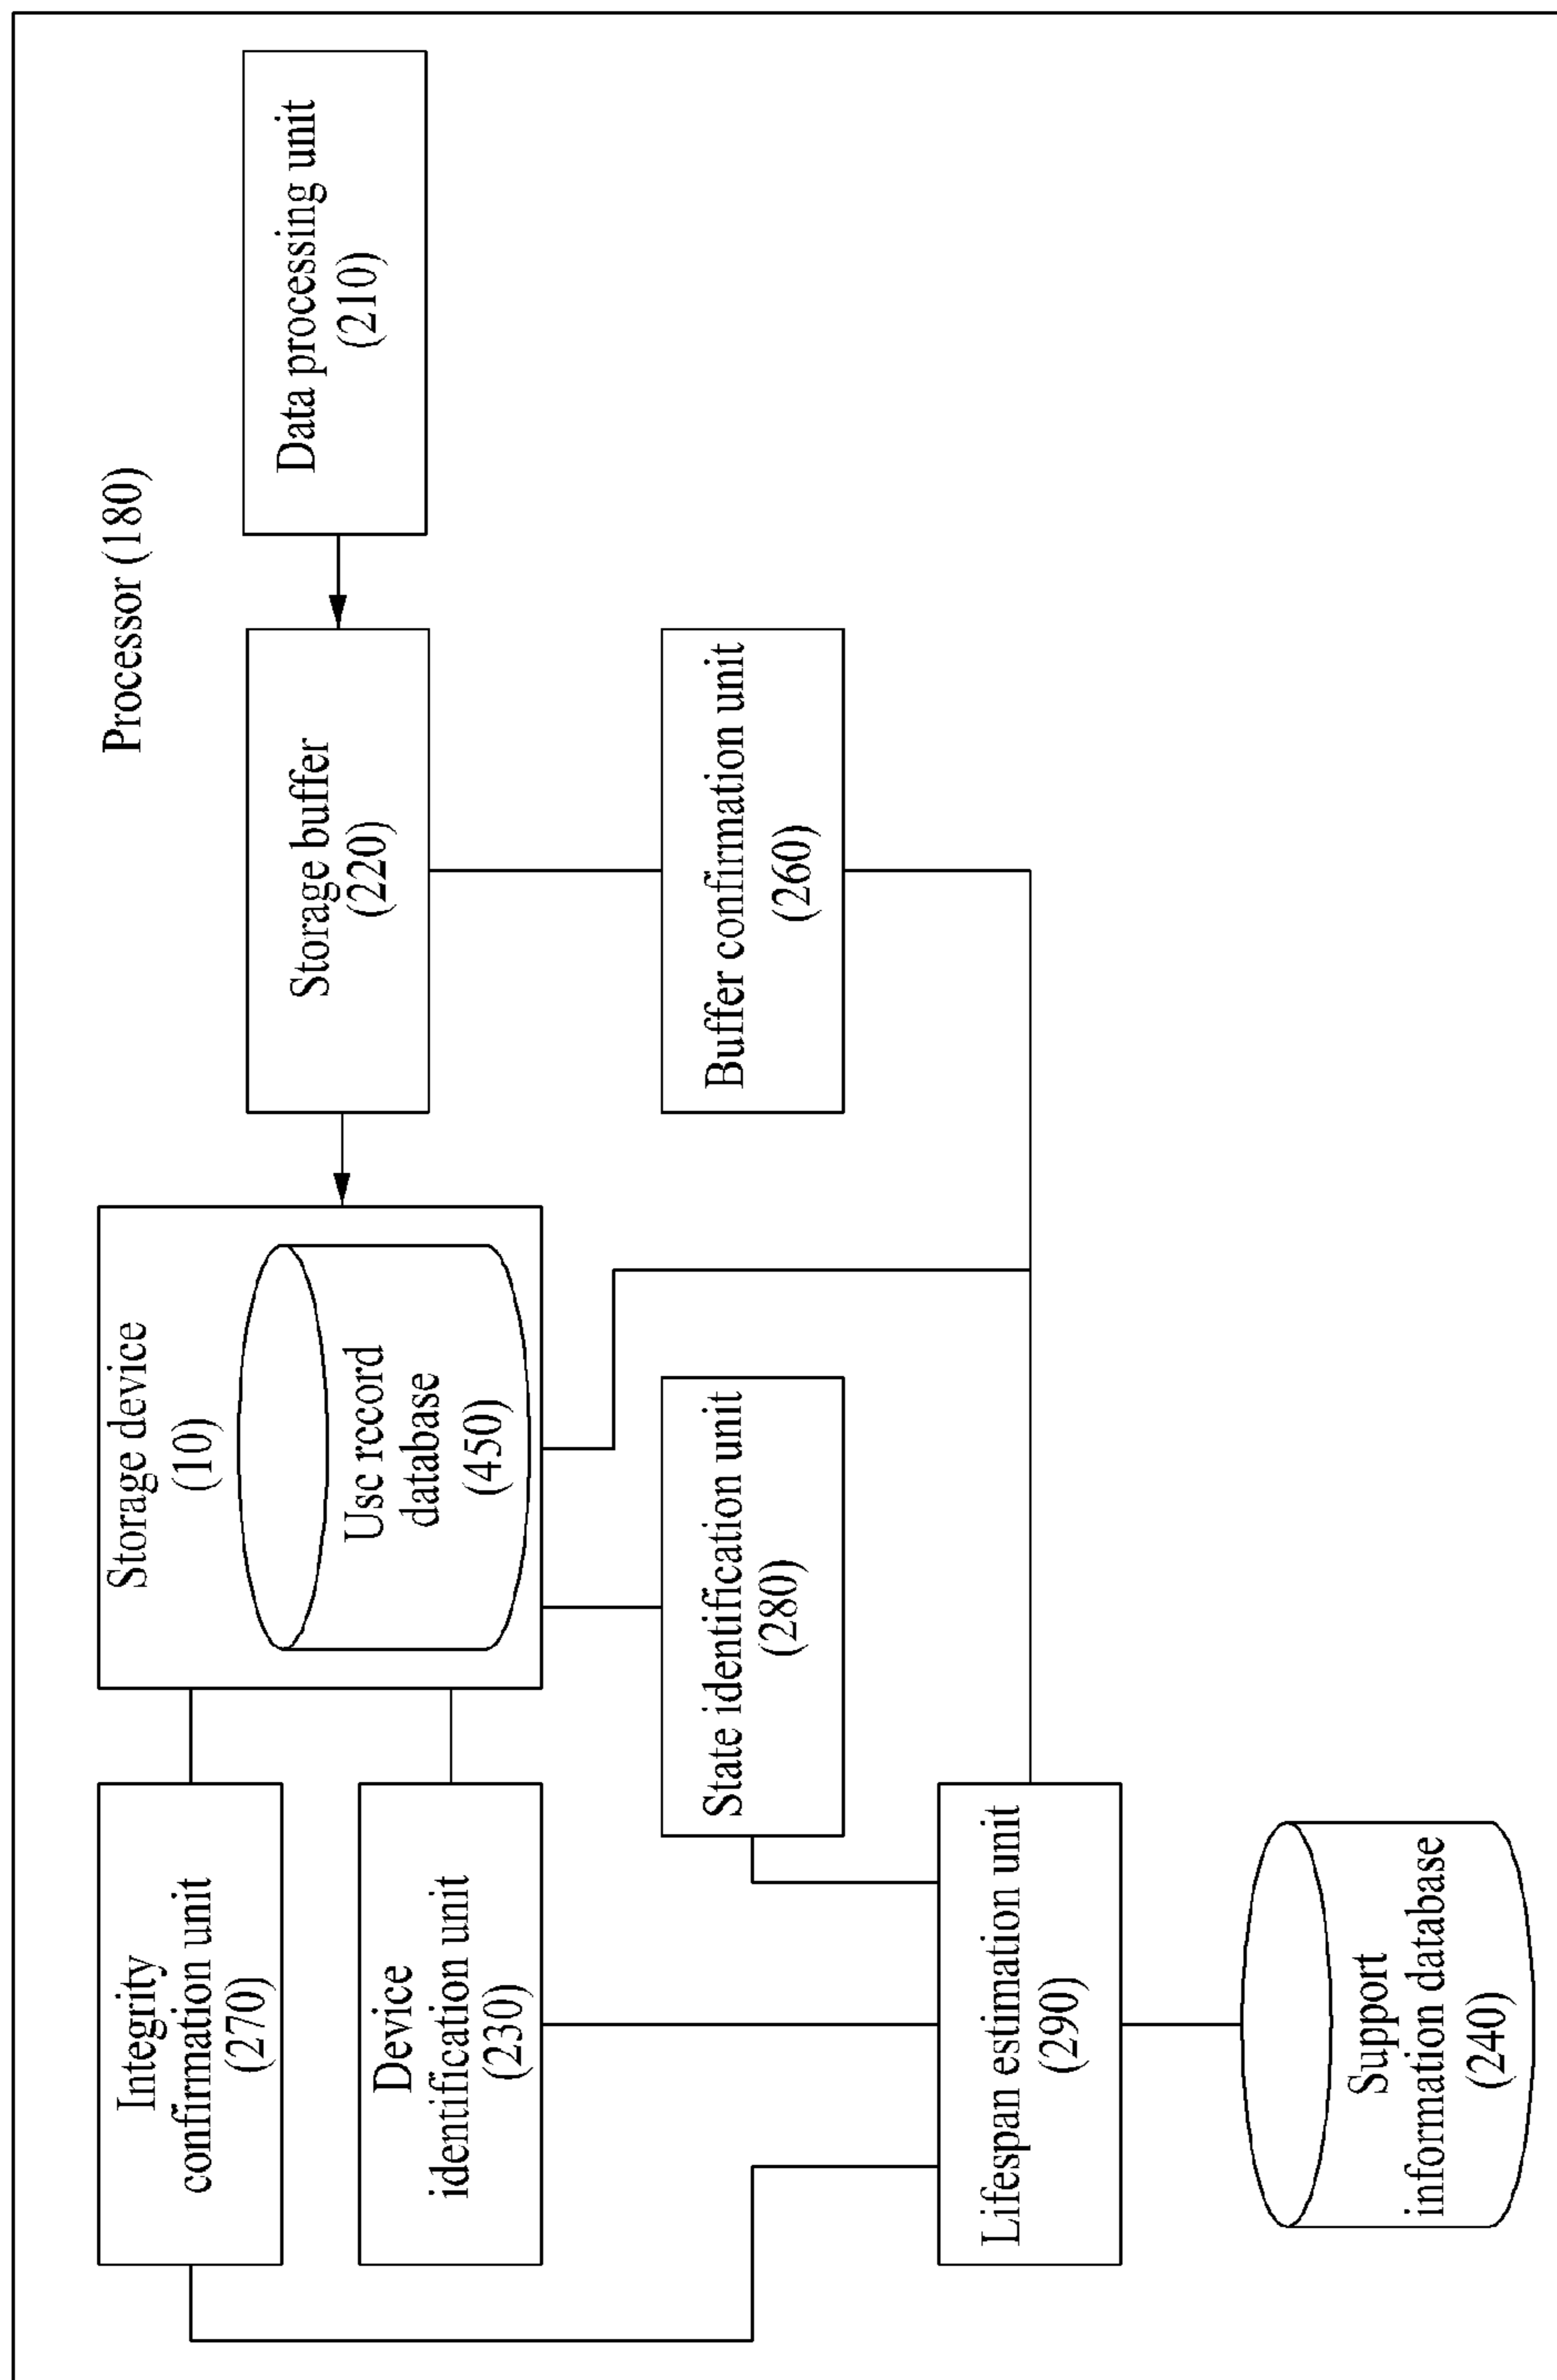 Processor (180)
Integrity
confirmation unit
(270)
Storage device
(10)
Usc rccord
database
(450)
Storage buffer
(220)
Data processing unit
(210)
Device
identification unit
(230)
State identification unit
(280)
Buffer confirmation unit
(260)
Lifespan estimation unit
(290)
Support
information database
(240)